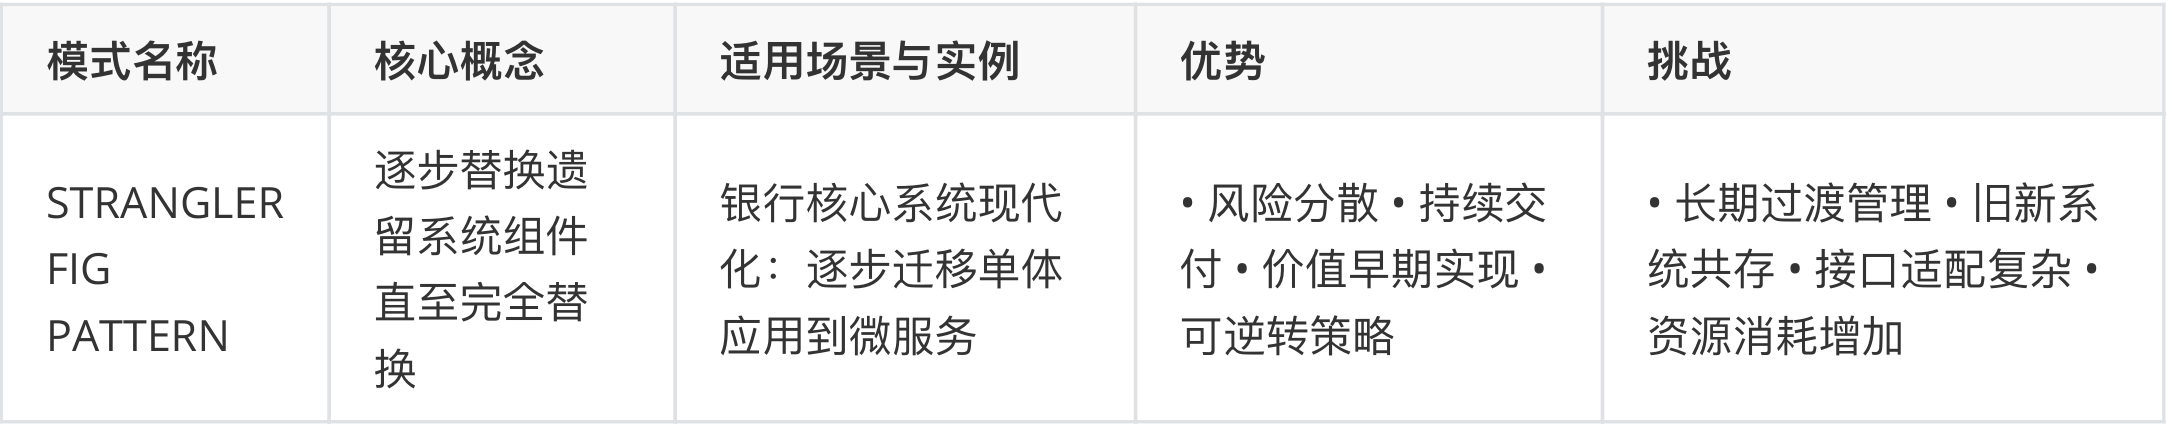 模式名称
核心概念
适用场景与实例
优势
挑战
STRANGLER
FIG
PATTERN
逐步替换遗
留系统组件
直至完全替
换
银行核心系统现代
化：逐步迁移单体
应用到微服务
• 风险分散 • 持续交
付 • 价值早期实现 •
可逆转策略
• 长期过渡管理 • 旧新系
统共存 • 接口适配复杂 •
资源消耗增加